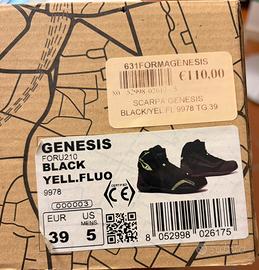 631FORMAGENESIS
€110,00
SCARPA GENESIS
BLACK/YEL.FL 9978 TG.39
GENESIS
FORU210
BLACK
YELL.FLUO
9978
000003
CERTIFIED
CE
EUR
39
US
MENS
5
8 052998 026175